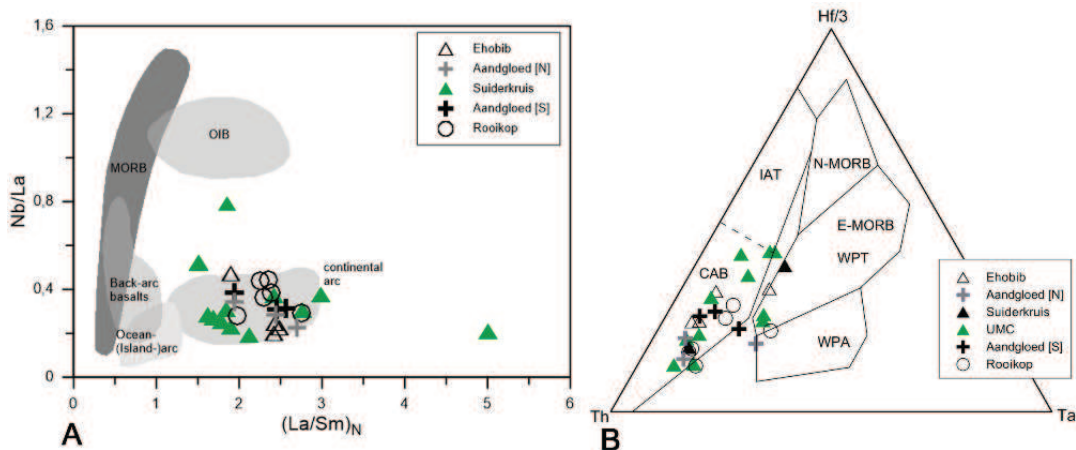 1,6
1,2
0,8
0,4
0
Nb/La
0
1
2
3
4
5
6
(La/Sm)N
A
MORB
OIB
Back-arc
basalts
Ocean-
(Island-)arc
continental
arc
Ehobib
Aandgloed [N]
Suiderkruis
Aandgloed [S]
Rooikop
Hf/3
Th
Ta
B
IAT
N-MORB
E-MORB
WPT
CAB
WPA
Ehobib
Aandgloed [N]
Suiderkruis
UMC
Aandgloed [S]
Rooikop